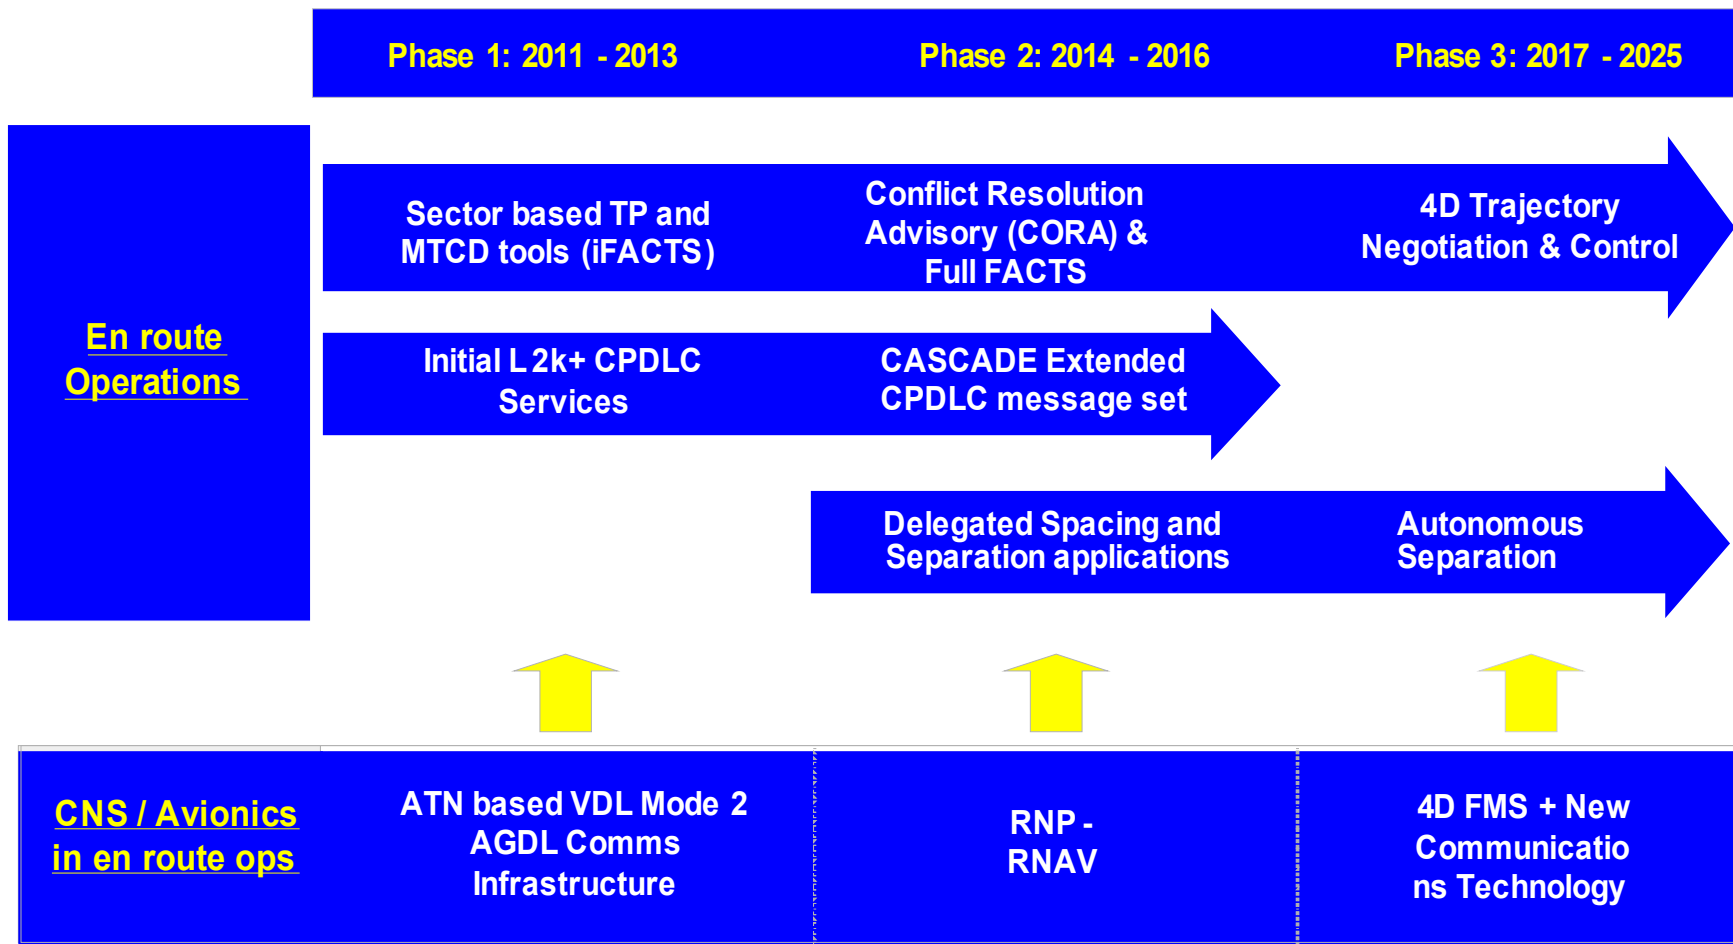 Phase 1: 2011 - 2013
Phase 2: 2014 - 2016
Phase 3: 2017 - 2025
En route
Operations
Sector based TP and
MTCD tools (iFACTS)
Conflict Resolution
Advisory (CORA) &
Full FACTS
4D Trajectory
Negotiation & Control
Initial L2k+ CPDLC
Services
CASCADE Extended
CPDLC message set
Delegated Spacing and
Separation applications
Autonomous
Separation
CNS / Avionics
in en route ops
ATN based VDL Mode 2
AGDL Comms
Infrastructure
RNP -
RNAV
4D FMS + New
Communicatio
ns Technology